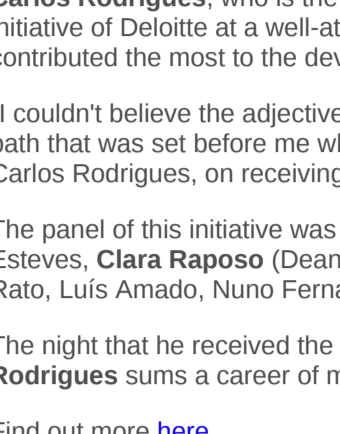 Carlos Rodrigues, who is the
initiative of Deloitte at a well-at
contributed the most to the dev
"I couldn't believe the adjective
path that was set before me w
Carlos Rodrigues, on receiving
The panel of this initiative was
Esteves, Clara Raposo (Dean
Rato, Luís Amado, Nuno Ferna
The night that he received the
Rodrigues sums a career of m
Find out more here